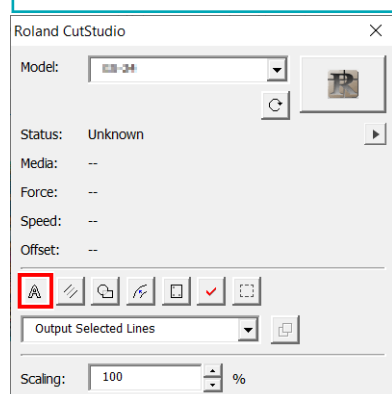 Roland CutStudio
Model:
Status: Unknown
Media: --
Force: --
Speed: --
Offset: --
Output Selected Lines
Scaling: 100 %